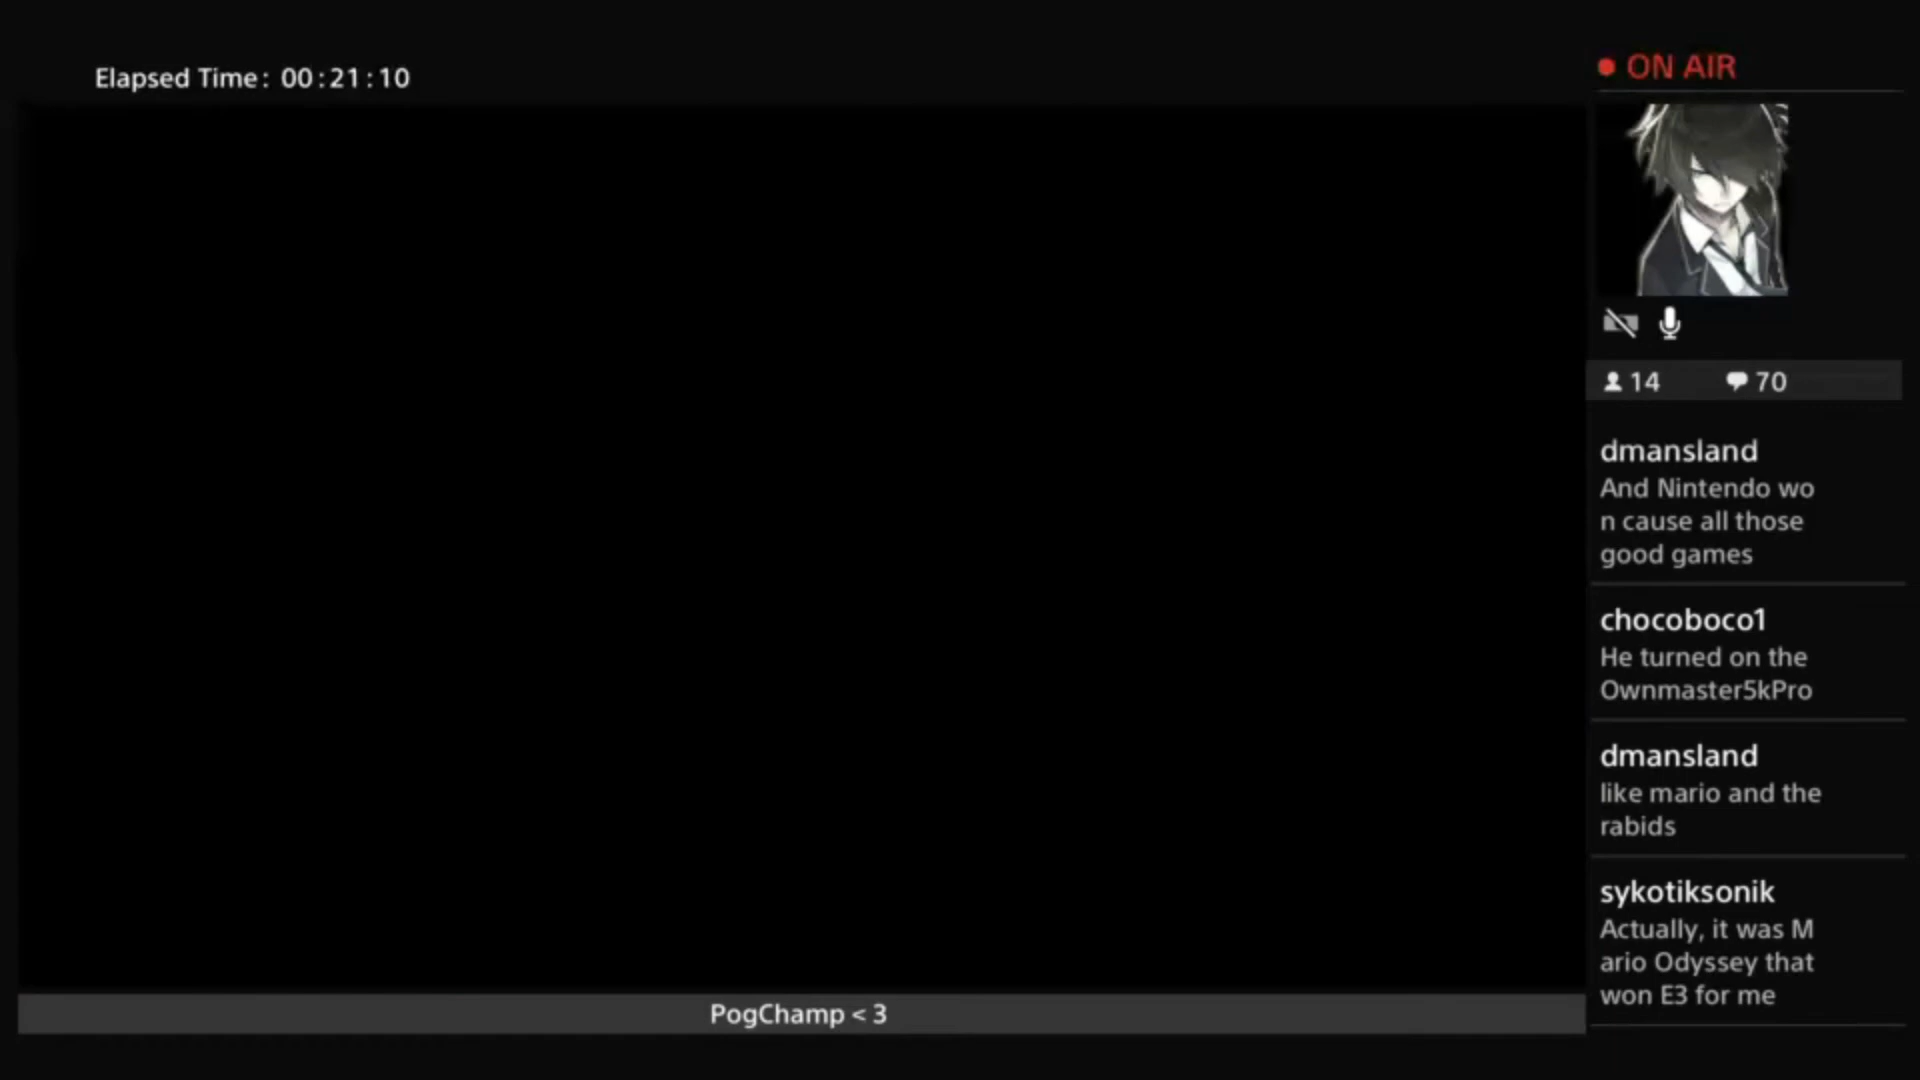 Elapsed Time: 00:21:10
ON AIR
14 70
dmansland
And Nintendo wo
n cause all those
good games
chocoboco1
He turned on the
Ownmaster5kPro
dmansland
like mario and the
rabids
sykotiksonik
Actually, it was M
ario Odyssey that
won E3 for me
PogChamp < 3